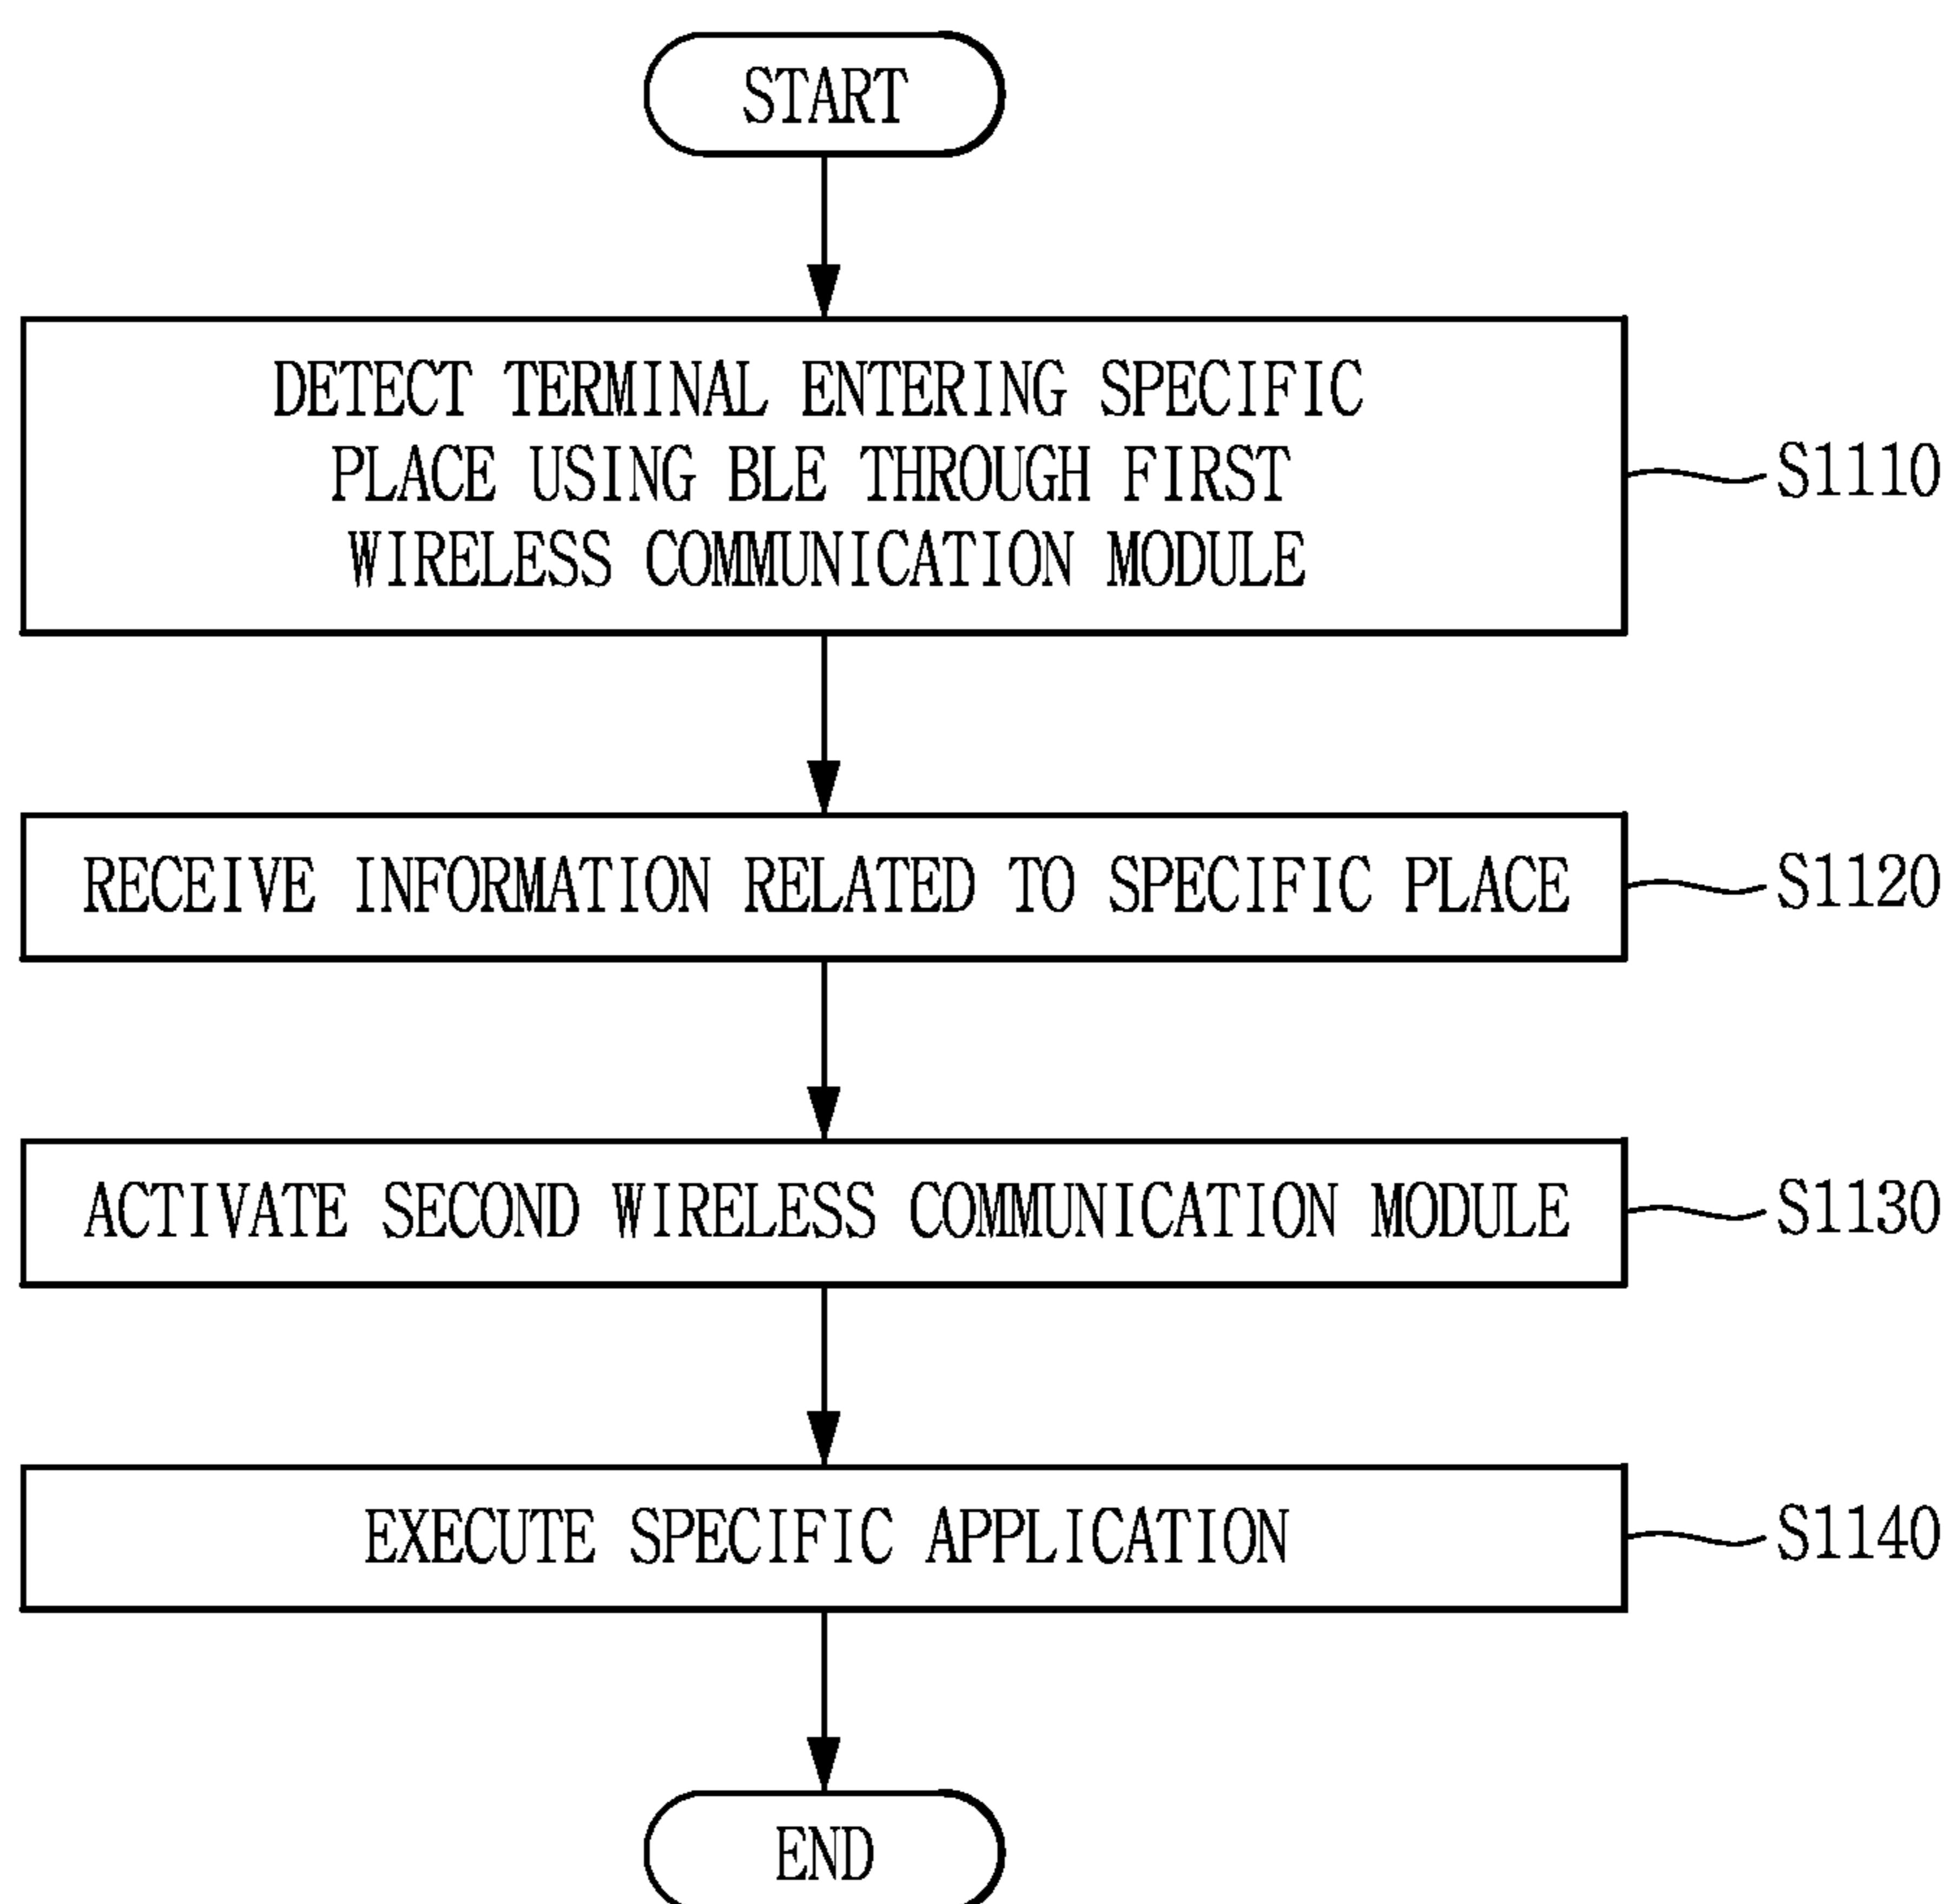 START
DETECT TERMINAL ENTERING SPECIFIC
PLACE USING BLE THROUGH FIRST
WIRELESS COMMUNICATION MODULE
S1110
RECEIVE INFORMATION RELATED TO SPECIFIC PLACE
S1120
ACTIVATE SECOND WIRELESS COMMUNICATION MODULE
S1130
EXECUTE SPECIFIC APPLICATION
S1140
END